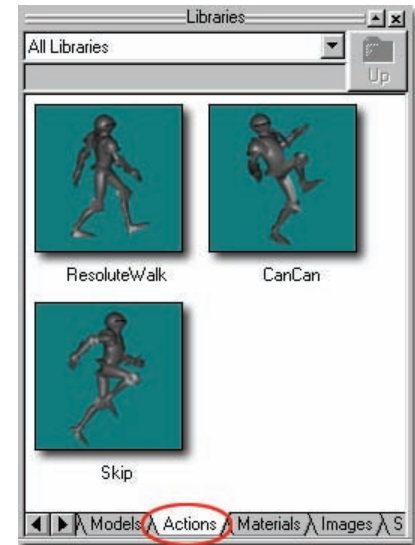 Libraries
All Libraries
Up
ResoluteWalk
CanCan
Skip
Models
Actions
Materials
Images
S